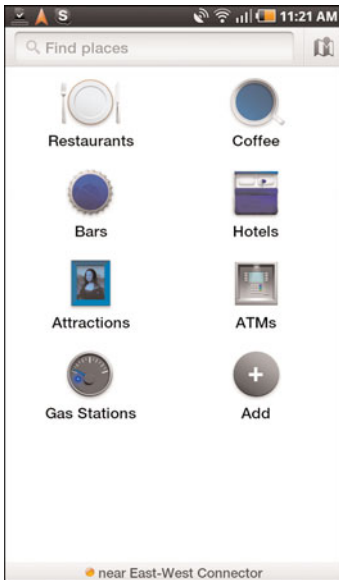 S 11:21 AM
Find places
Restaurants Coffee
Bars Hotels
Attractions ATMs
Gas Stations Add
near East-West Connector